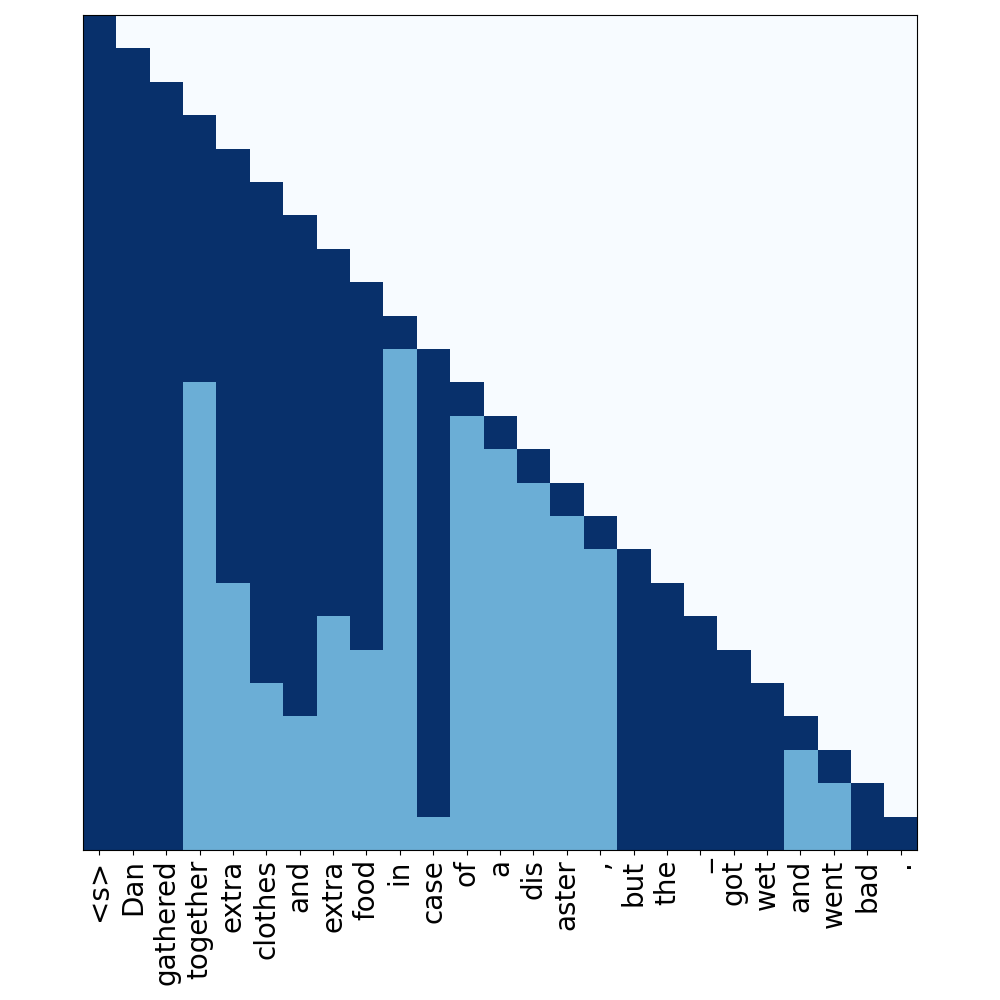 <s>
Dan
gathered
together
extra
clothes
and
extra
food
in
case
of
a
dis
aster
,
but
the
_
got
wet
and
went
bad
.